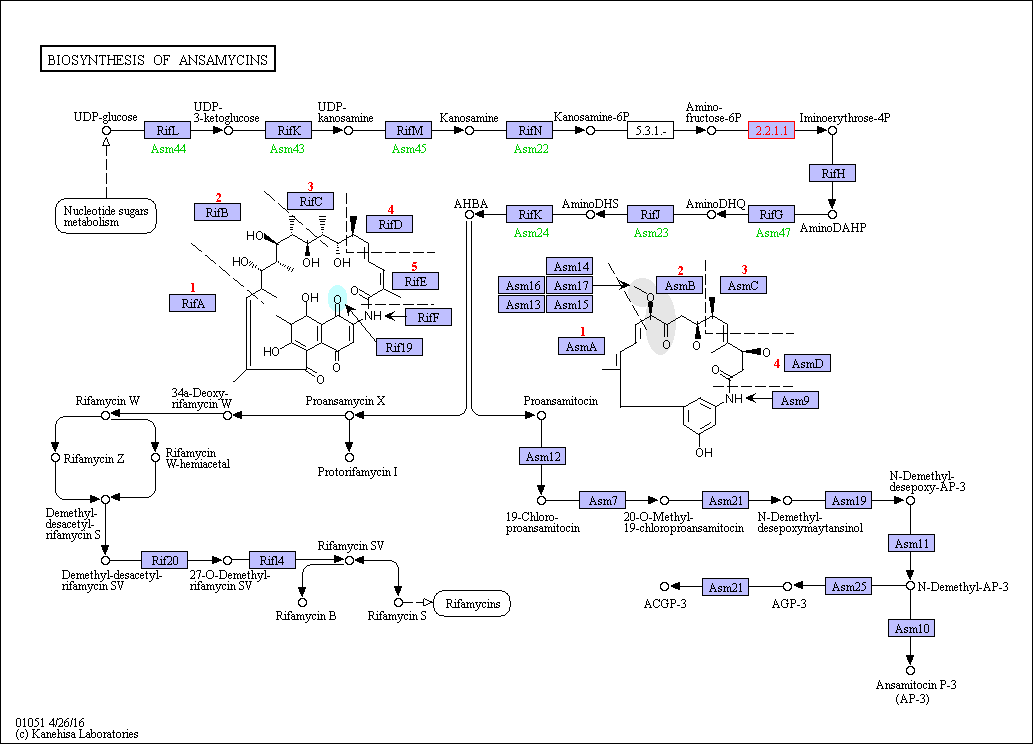 BIOSYNTHESIS OF ANSAMYCINS
UDP-glucose
UDP-
3-ketoglucose
UDP-
kanosamine
Kanosamine
Kanosamine-6P
Amino-
fructose-6P
Iminoerythrose-4P
RifL
RifK
RifM
RifN
5.3.1.-
2.2.1.1
Asm44
Asm43
Asm45
Asm22
RifH
Nucleotide sugars
metabolism
AHBA
RifK
AminoDHS
RifJ
AminoDHQ
RifG
AminoDAHP
Asm24
Asm23
Asm47
2
RifB
3
RifC
4
RifD
5
RifE
1
RifA
RifF
Rif19
HO
OH
OH
HO
O
OH
O
O
NH
HO
O
O
Asm14
Asm16
Asm17
Asm13
Asm15
2
AsmB
3
AsmC
1
AsmA
4
AsmD
Asm9
O
O
O
O
O
NH
OH
Rifamycin W
34a-Deoxy-
rifamycin W
Proansamycin X
Proansamitocin
Rifamycin Z
Rifamycin
W-hemiacetal
Protorifamycin I
Asm12
Demethyl-
desacetyl-
rifamycin S
19-Chloro-
proansamitocin
Asm7
20-O-Methyl-
19-chloroproansamitocin
Asm21
N-Demethyl-
desepoxymaytansinol
Asm19
N-Demethyl-
desepoxy-AP-3
Asm11
Demethyl-desacetyl-
rifamycin SV
Rif20
27-O-Demethyl-
rifamycin SV
Rif14
Rifamycin SV
Rifamycin B
Rifamycin S
Rifamycins
ACGP-3
Asm21
AGP-3
Asm25
N-Demethyl-AP-3
Asm10
Ansamitocin P-3
(AP-3)
01051 4/26/16
(c) Kanehisa Laboratories